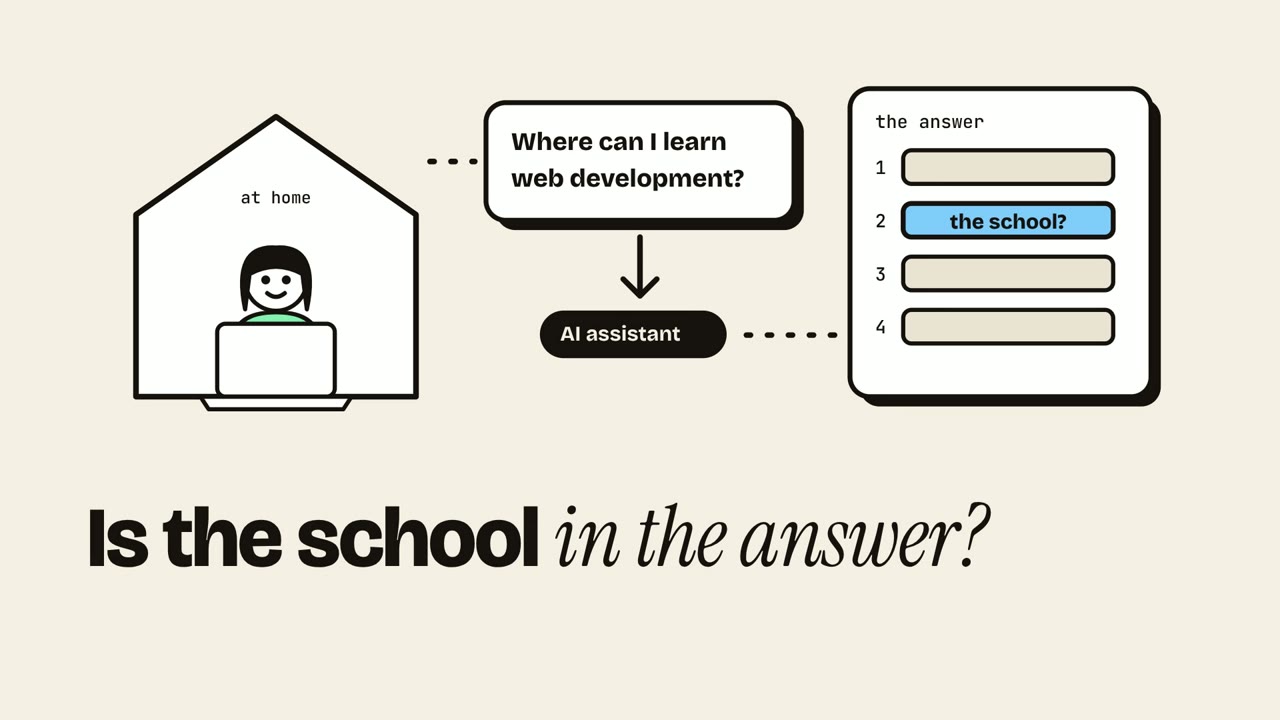 at home
Where can I learn
web development?
AI assistant
the answer
1
2 the school?
3
4
Is the school in the answer?